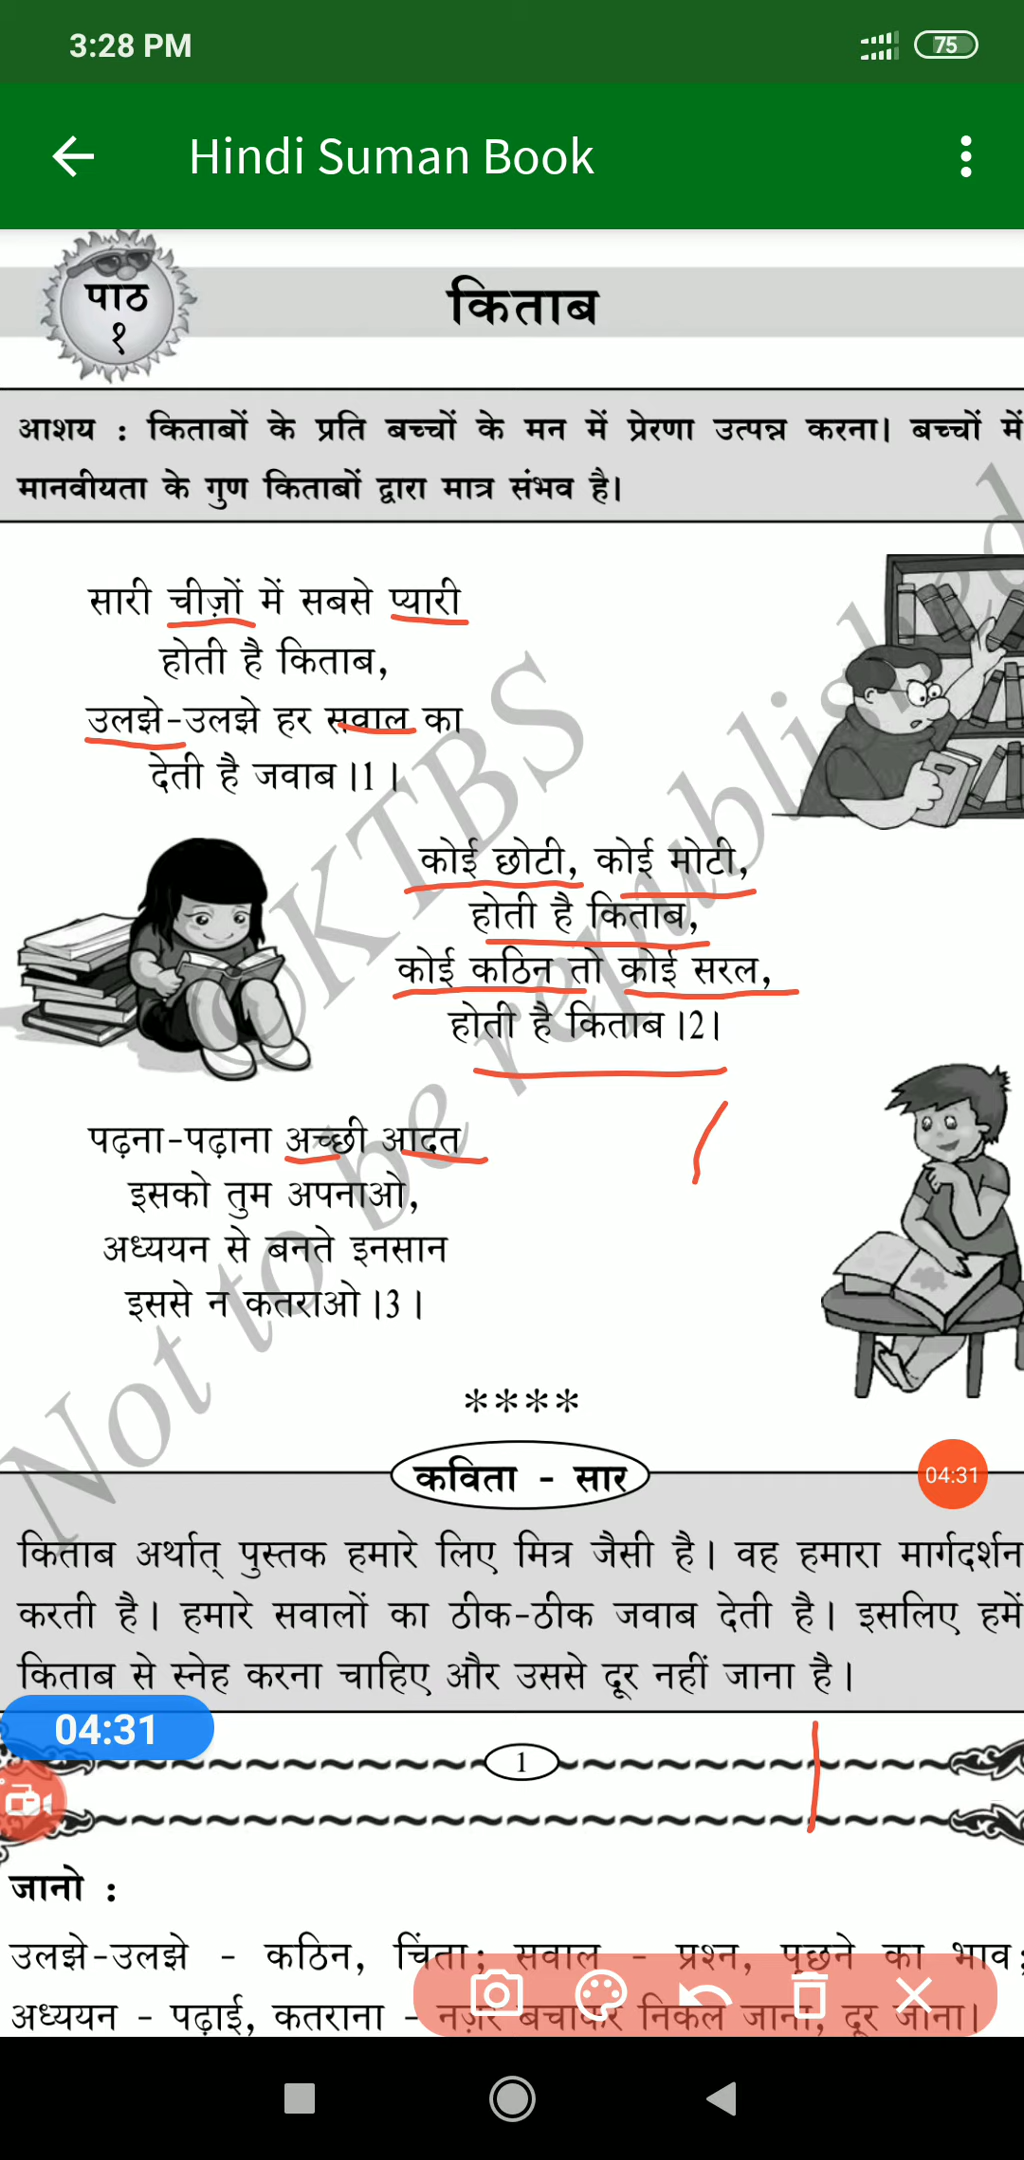 3:28 PM
75
Hindi Suman Book
पाठ
१
किताब
आशय : किताबों के प्रति बच्चों के मन में प्रेरणा उत्पन्न करना। बच्चों में
मानवीयता के गुण किताबों द्वारा मात्र संभव है।
सारी चीज़ों में सबसे प्यारी
होती है किताब,
उलझे-उलझे हर सवाल का
देती है जवाब।1।
कोई छोटी, कोई मोटी,
होती है किताब,
कोई कठिन तो कोई सरल,
होती है किताब।2।
पढ़ना-पढ़ाना अच्छी आदत
इसको तुम अपनाओ,
अध्ययन से बनते इनसान
इससे न कतराओ।3।
****
©KTBS
Not to be republished
कविता - सार
04:31
किताब अर्थात् पुस्तक हमारे लिए मित्र जैसी है। वह हमारा मार्गदर्शन
करती है। हमारे सवालों का ठीक-ठीक जवाब देती है। इसलिए हमें
किताब से स्नेह करना चाहिए और उससे दूर नहीं जाना है।
04:31
1
जानो :
उलझे-उलझे - कठिन, चिंता; सवाल - प्रश्न, पूछने का भाव;
अध्ययन - पढ़ाई, कतराना - नज़र बचाकर निकल जाना, दूर जाना।